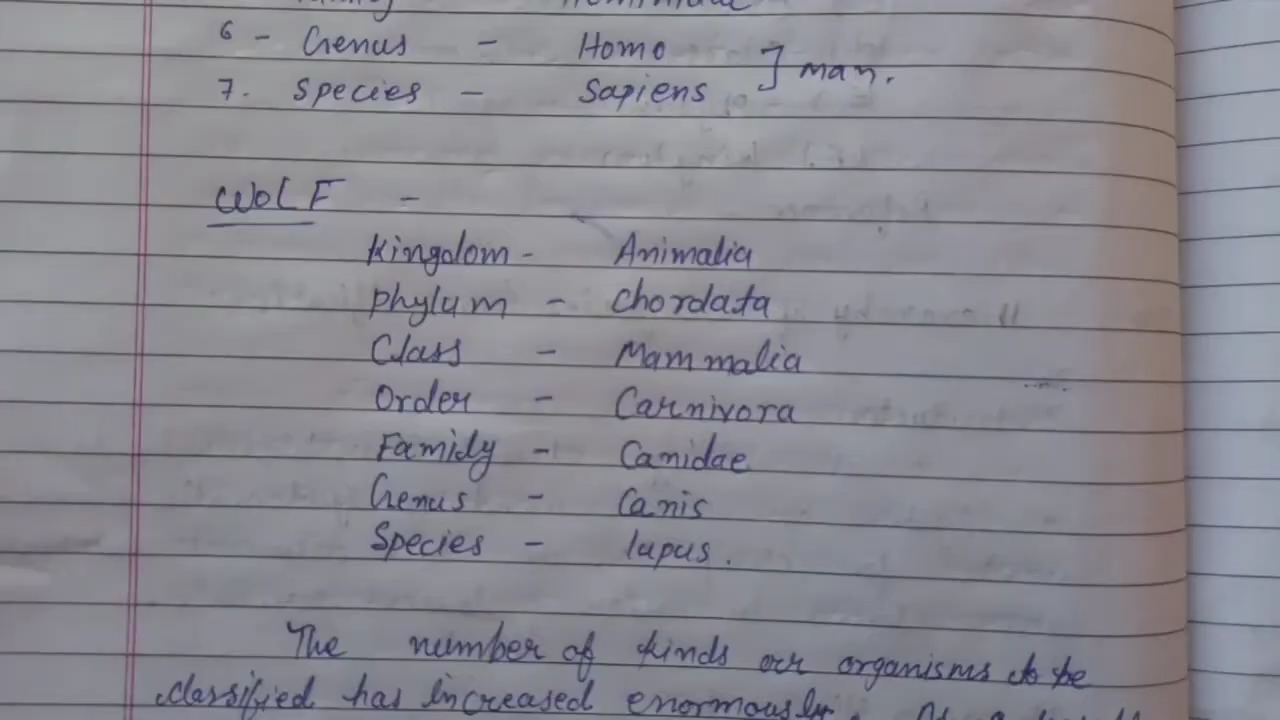 6 - Genus - Homo
7. Species - Sapiens ] man.
WOLF -
Kingdom - Animalia
Phylum - Chordata
Class - Mammalia
Order - Carnivora
Family - Canidae
Genus - Canis
Species - lupus.
The number of kinds our organisms to be
classified has increased enormously.